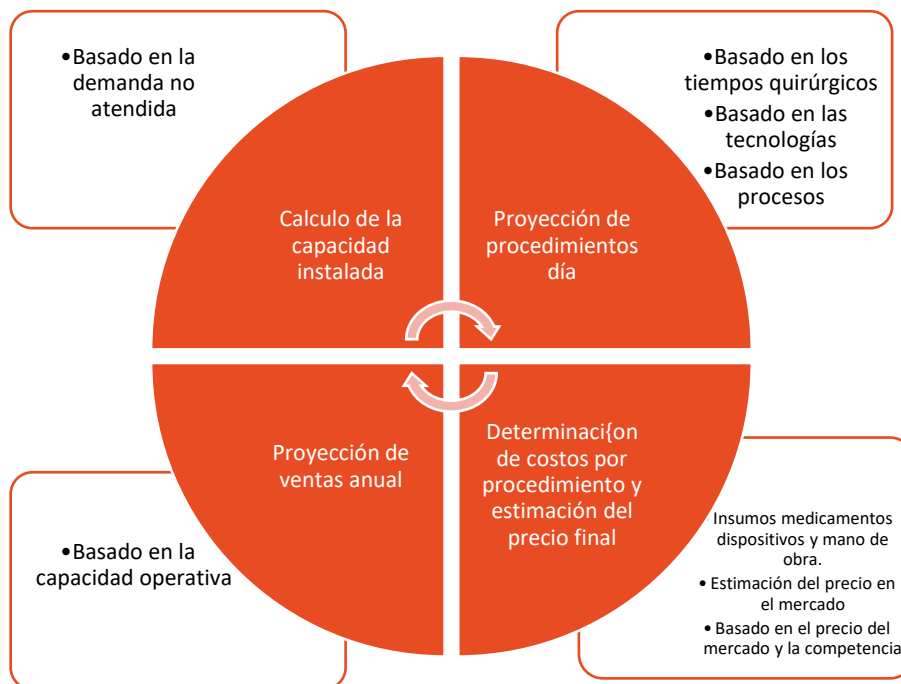 •Basado en la
demanda no
atendida
•Basado en los
tiempos quirúrgicos
•Basado en las
tecnologías
•Basado en los
procesos
Calculo de la
capacidad
instalada
Proyección de
procedimientos
día
Proyección de
ventas anual
Determinaci{on
de costos por
procedimiento y
estimación del
precio final
•Basado en la
capacidad operativa
Insumos medicamentos
dispositivos y mano de
obra.
• Estimación del precio en
el mercado
• Basado en el precio del
mercado y la competencia